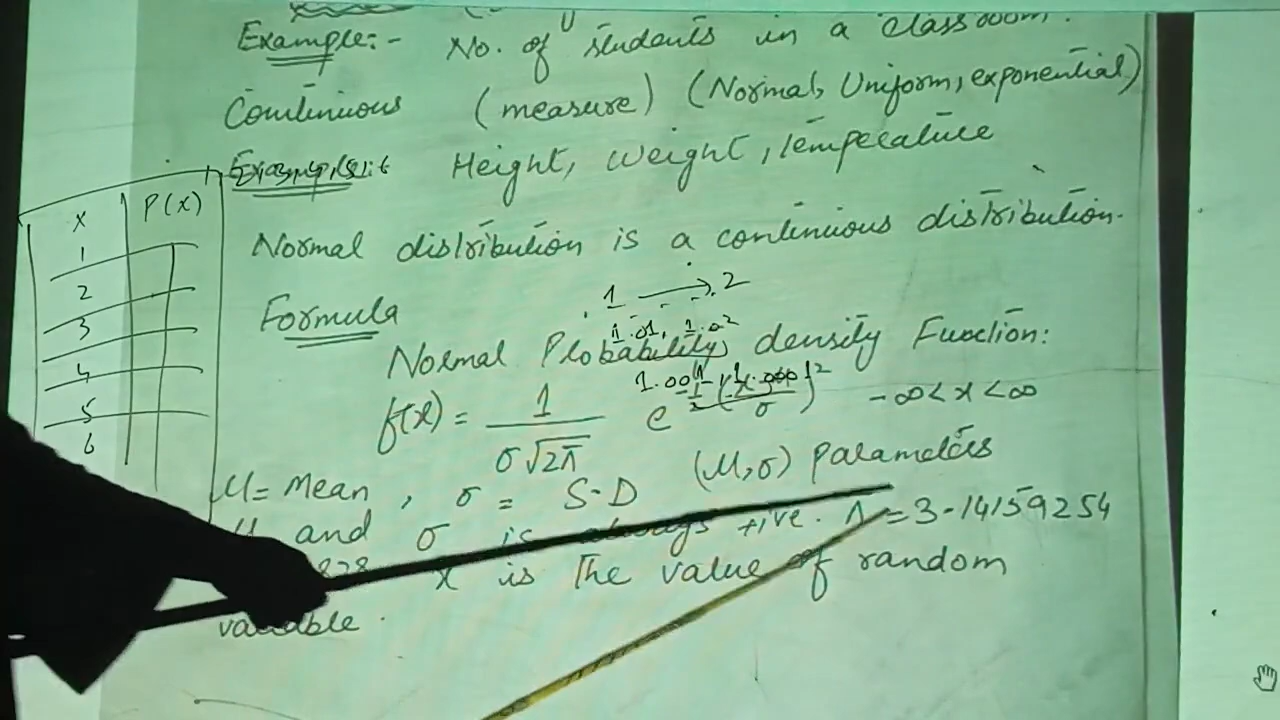 Example:- No. of students in a classroom.
Continuous (measure) (Normal, Uniform, exponential)
Height, weight, Temperature
X P(x)
1
2
3
4
5
6
Normal distribution is a continuous distribution.
1 → 2
1.01, 1.02
1.001
Formula
Normal Probability density Function:
f(x) = 1/(σ√2π) e^(-1/2((x-μ)/σ)^2) -∞<x<∞
μ= Mean, σ = S.D (μ,σ) Parameters
and σ is always +ive. π=3.14159254
x is The value of random
variable.